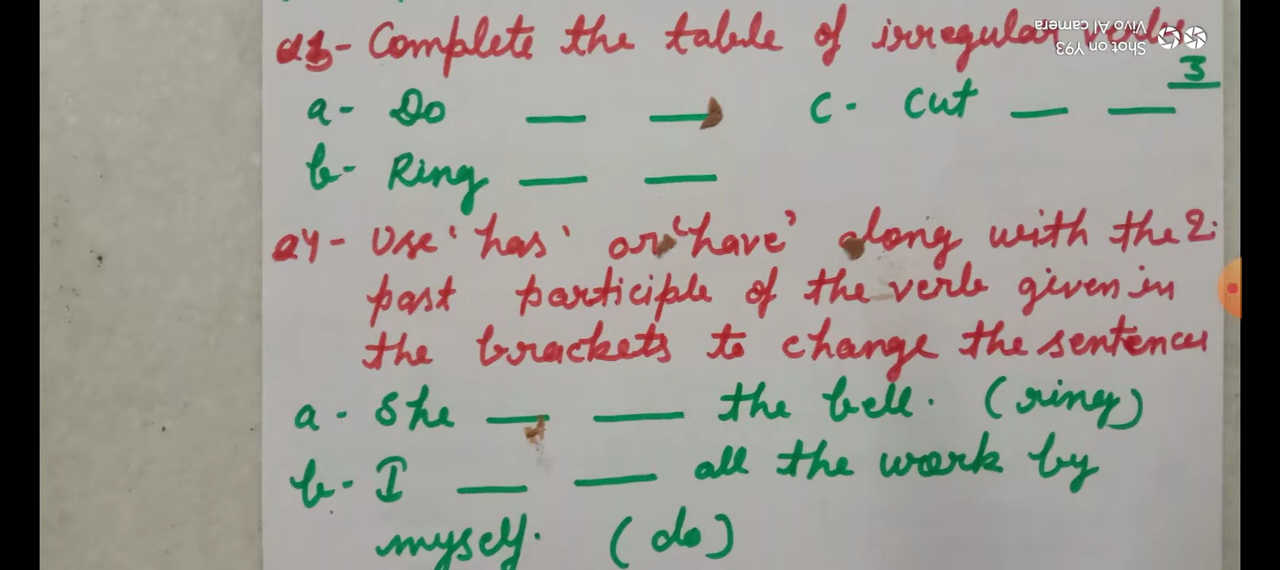 Q3- Complete the table of irregular verbs
3
a- Do __ __ c- Cut __ __
b- Ring __ __
Q4- Use 'has' or 'have' along with the 2
past participle of the verb given in
the brackets to change the sentences
a- She __ __ the bell. (ring)
b- I __ __ all the work by
myself. (do)
Shot on Y93
Vivo AI camera